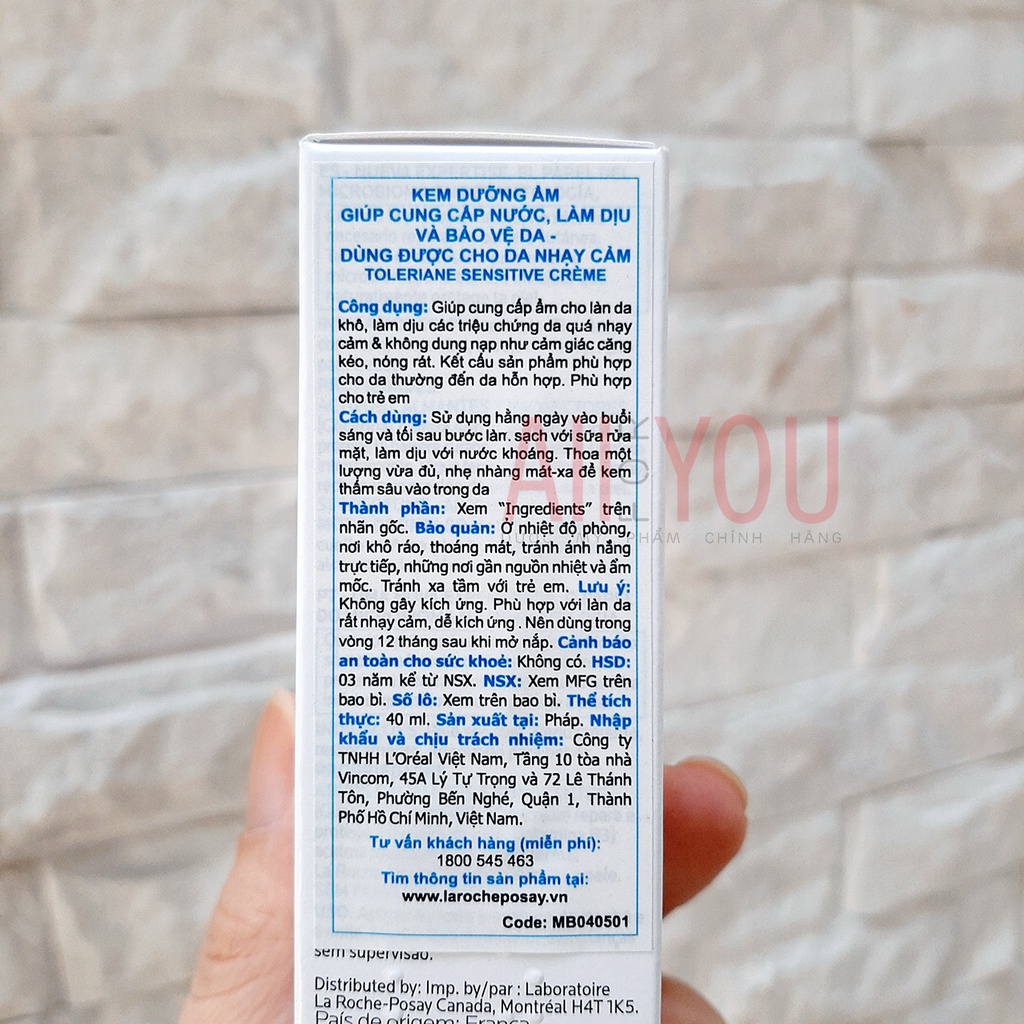 KEM DƯỠNG ẨM
GIÚP CUNG CẤP NƯỚC, LÀM DỊU
VÀ BẢO VỆ DA -
DÙNG ĐƯỢC CHO DA NHẠY CẢM
TOLERIANE SENSITIVE CRÈME
Công dụng: Giúp cung cấp ẩm cho làn da
khô, làm dịu các triệu chứng da quá nhạy
cảm & không dung nạp như cảm giác căng
kéo, nóng rát. Kết cấu sản phẩm phù hợp
cho da thường đến da hỗn hợp. Phù hợp
cho trẻ em
Cách dùng: Sử dụng hằng ngày vào buổi
sáng và tối sau bước làm sạch với sữa rửa
mặt, làm dịu với nước khoáng. Thoa một
lượng vừa đủ, nhẹ nhàng mát-xa để kem
thấm sâu vào trong da
Thành phần: Xem "Ingredients" trên
nhãn gốc. Bảo quản: Ở nhiệt độ phòng,
nơi khô ráo, thoáng mát, tránh ánh nắng
trực tiếp, những nơi gần nguồn nhiệt và ẩm
mốc. Tránh xa tầm với trẻ em. Lưu ý:
Không gây kích ứng. Phù hợp với làn da
rất nhạy cảm, dễ kích ứng . Nên dùng trong
vòng 12 tháng sau khi mở nắp. Cảnh báo
an toàn cho sức khoẻ: Không có. HSD:
03 năm kể từ NSX. NSX: Xem MFG trên
bao bì. Số lô: Xem trên bao bì. Thể tích
thực: 40 ml. Sản xuất tại: Pháp. Nhập
khẩu và chịu trách nhiệm: Công ty
TNHH L'Oréal Việt Nam, Tầng 10 tòa nhà
Vincom, 45A Lý Tự Trọng và 72 Lê Thánh
Tôn, Phường Bến Nghé, Quận 1, Thành
Phố Hồ Chí Minh, Việt Nam.
Tư vấn khách hàng (miễn phí):
1800 545 463
Tìm thông tin sản phẩm tại:
www.larocheposay.vn
Code: MB040501
sem supervisão.
Distributed by: Imp. by/par : Laboratoire
La Roche-Posay Canada, Montréal H4T 1K5.
País de origem: França
All FOR YOU
DƯỢC MỸ PHẨM CHÍNH HÃNG